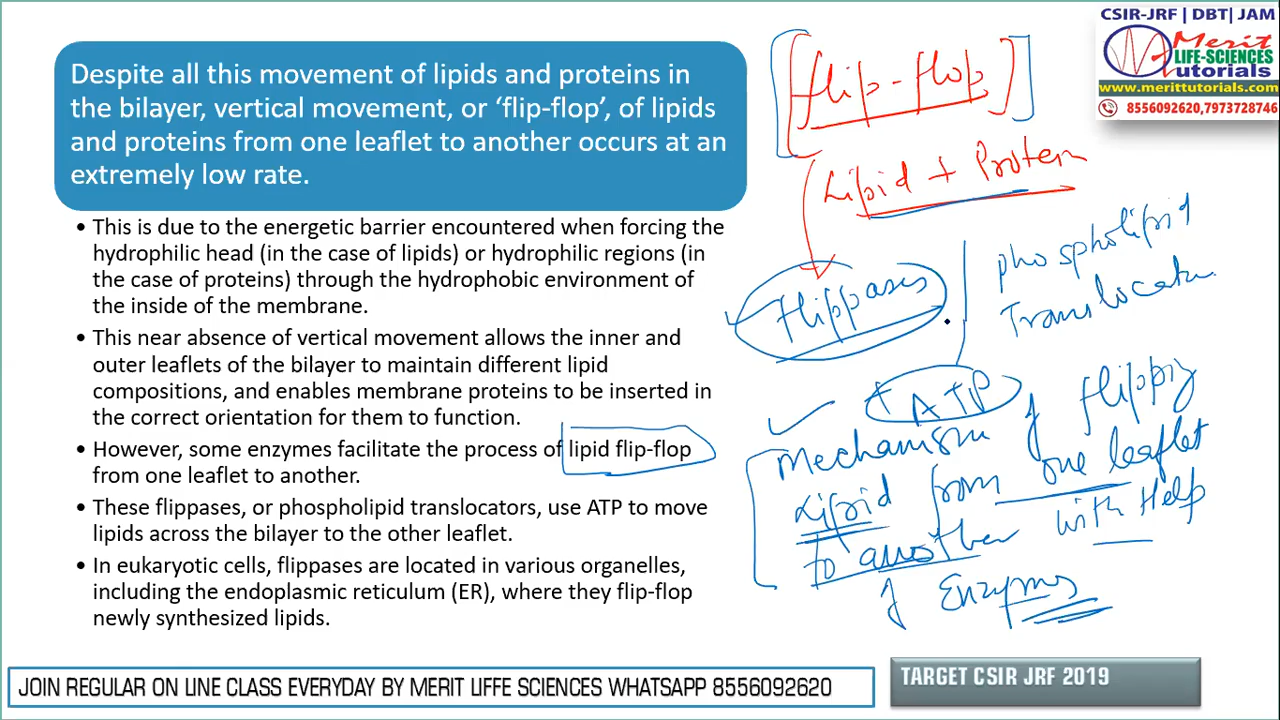 CSIR-JRF | DBT| JAM
Merit
LIFE-SCIENCES
utorials
www.merittutorials.com
8556092620,7973728746
Despite all this movement of lipids and proteins in
the bilayer, vertical movement, or ‘flip-flop’, of lipids
and proteins from one leaflet to another occurs at an
extremely low rate.
• This is due to the energetic barrier encountered when forcing the
hydrophilic head (in the case of lipids) or hydrophilic regions (in
the case of proteins) through the hydrophobic environment of
the inside of the membrane.
• This near absence of vertical movement allows the inner and
outer leaflets of the bilayer to maintain different lipid
compositions, and enables membrane proteins to be inserted in
the correct orientation for them to function.
• However, some enzymes facilitate the process of lipid flip-flop
from one leaflet to another.
• These flippases, or phospholipid translocators, use ATP to move
lipids across the bilayer to the other leaflet.
• In eukaryotic cells, flippases are located in various organelles,
including the endoplasmic reticulum (ER), where they flip-flop
newly synthesized lipids.
[flip-flop]
Lipid + Protein
Flippases
phospholipid
Translocator
ATP
Mechanism of flipping
Lipid from one leaflet
to another with Help
of Enzymes
JOIN REGULAR ON LINE CLASS EVERYDAY BY MERIT LIFFE SCIENCES WHATSAPP 8556092620
TARGET CSIR JRF 2019